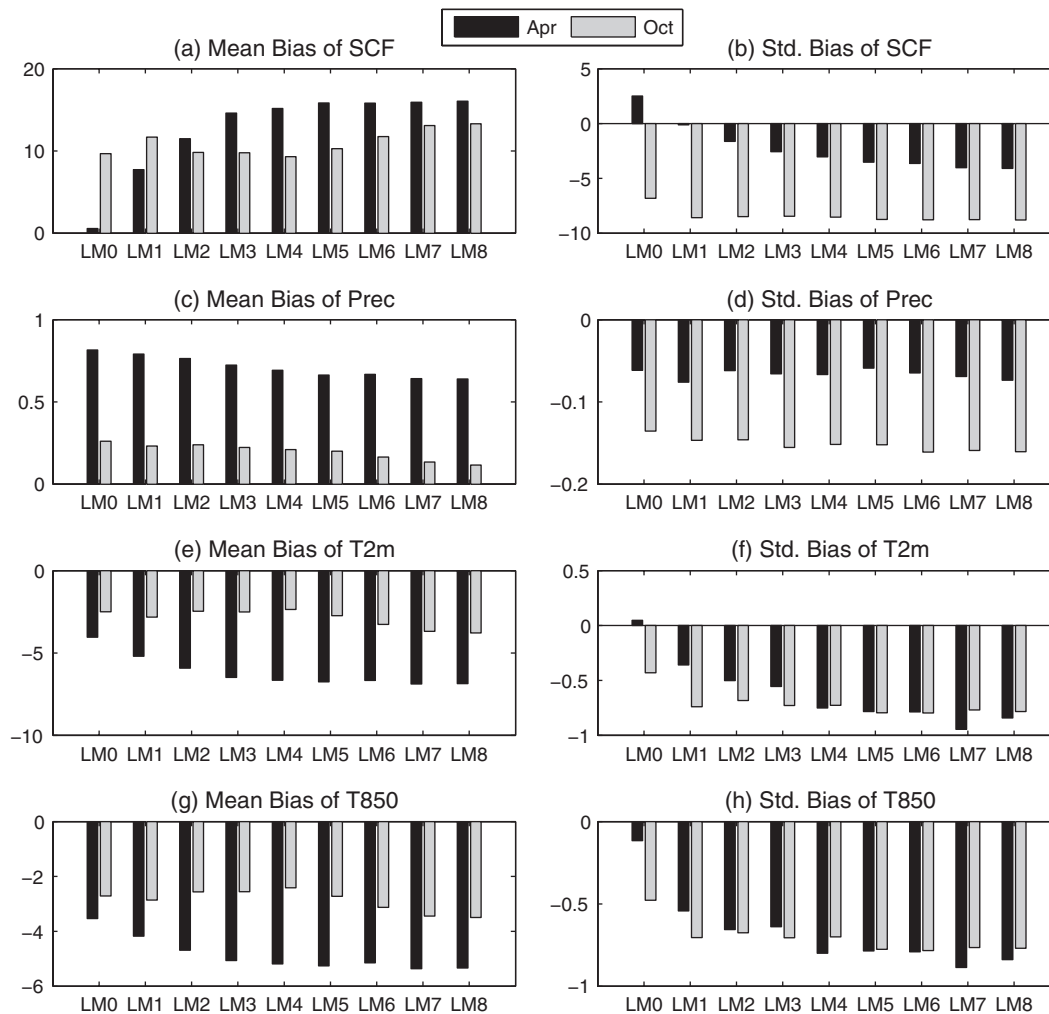 Apr Oct
(a) Mean Bias of SCF
20
10
0
LM0 LM1 LM2 LM3 LM4 LM5 LM6 LM7 LM8
(b) Std. Bias of SCF
5
0
−5
−10
LM0 LM1 LM2 LM3 LM4 LM5 LM6 LM7 LM8
(c) Mean Bias of Prec
1
0.5
0
LM0 LM1 LM2 LM3 LM4 LM5 LM6 LM7 LM8
(d) Std. Bias of Prec
0
−0.1
−0.2
LM0 LM1 LM2 LM3 LM4 LM5 LM6 LM7 LM8
(e) Mean Bias of T2m
0
−5
−10
LM0 LM1 LM2 LM3 LM4 LM5 LM6 LM7 LM8
(f) Std. Bias of T2m
0.5
0
−0.5
−1
LM0 LM1 LM2 LM3 LM4 LM5 LM6 LM7 LM8
(g) Mean Bias of T850
0
−2
−4
−6
LM0 LM1 LM2 LM3 LM4 LM5 LM6 LM7 LM8
(h) Std. Bias of T850
0
−0.5
−1
LM0 LM1 LM2 LM3 LM4 LM5 LM6 LM7 LM8